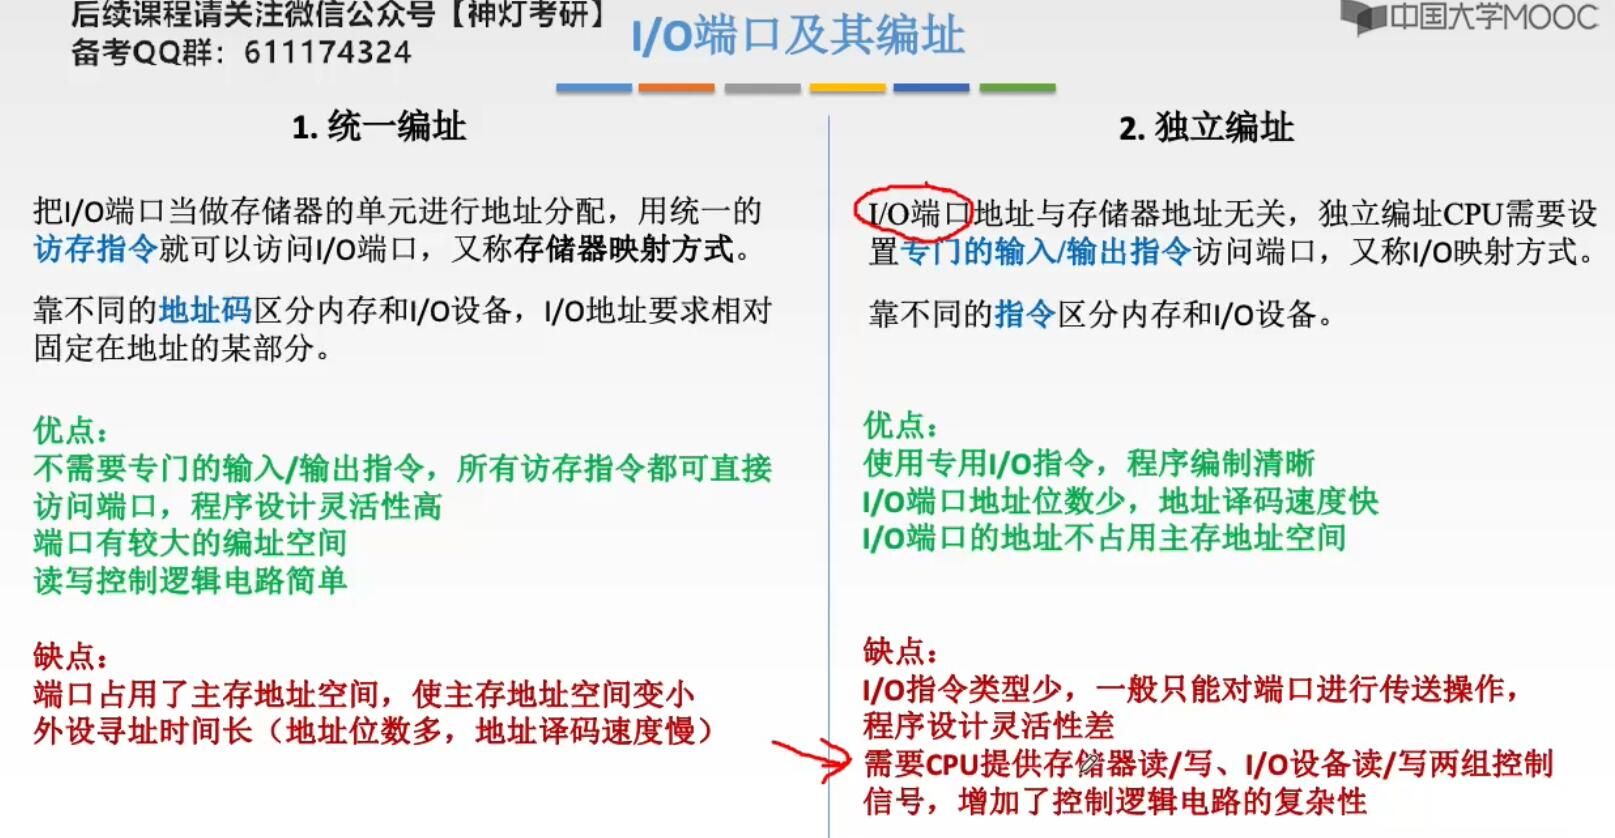 后续课程请关注微信公众号【神灯考研】
备考QQ群：611174324
I/O端口及其编址
中国大学MOOC
1. 统一编址
把I/O端口当做存储器的单元进行地址分配，用统一的
访存指令就可以访问I/O端口，又称存储器映射方式。
靠不同的地址码区分内存和I/O设备，I/O地址要求相对
固定在地址的某部分。
优点：
不需要专门的输入/输出指令，所有访存指令都可直接
访问端口，程序设计灵活性高
端口有较大的编址空间
读写控制逻辑电路简单
缺点：
端口占用了主存地址空间，使主存地址空间变小
外设寻址时间长（地址位数多，地址译码速度慢）
2. 独立编址
I/O端口地址与存储器地址无关，独立编址CPU需要设
置专门的输入/输出指令访问端口，又称I/O映射方式。
靠不同的指令区分内存和I/O设备。
优点：
使用专用I/O指令，程序编制清晰
I/O端口地址位数少，地址译码速度快
I/O端口的地址不占用主存地址空间
缺点：
I/O指令类型少，一般只能对端口进行传送操作，
程序设计灵活性差
需要CPU提供存储器读/写、I/O设备读/写两组控制
信号，增加了控制逻辑电路的复杂性